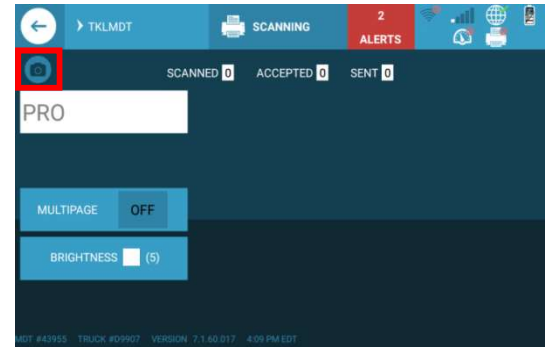 TKLMDT
SCANNING
2
ALERTS
SCANNED 0 ACCEPTED 0 SENT 0
PRO
MULTIPAGE OFF
BRIGHTNESS (5)
MDT #43955 TRUCK #D9907 VERSION 7.1.60.017 4:09 PM EDT